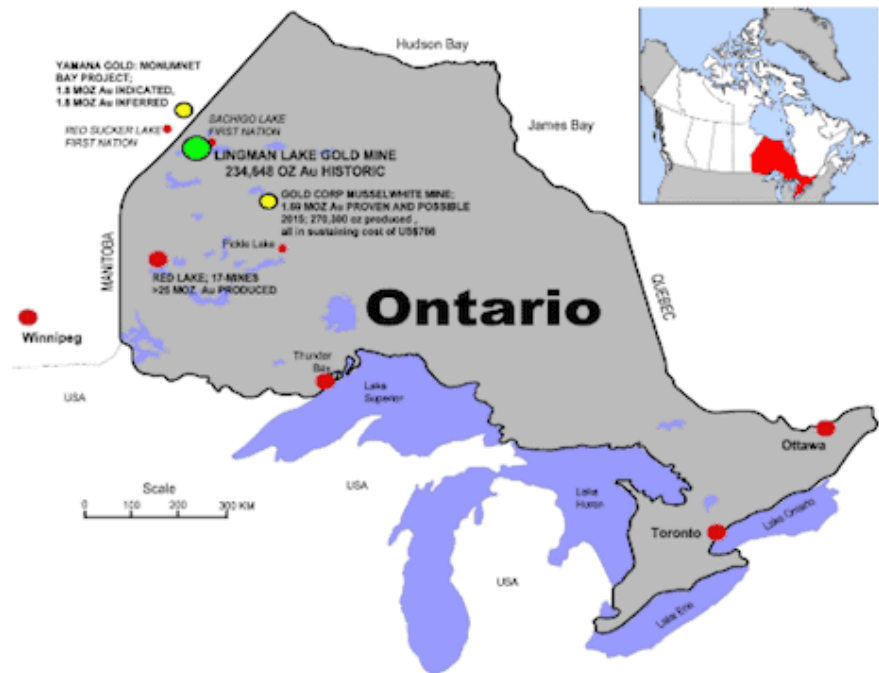 Hudson Bay
YAMANA GOLD: MONUMNET
BAY PROJECT;
1.8 MOZ Au INDICATED,
1.8 MOZ Au INFERRED
SACHIGO LAKE
FIRST NATION
RED SUCKER LAKE
FIRST NATION
James Bay
LINGMAN LAKE GOLD MINE
234,648 OZ Au HISTORIC
GOLD CORP MUSSELWHITE MINE;
1.69 MOZ Au PROVEN AND POSSIBLE
2015; 270,300 oz produced ,
all in sustaining cost of US$766
Pickle Lake
MANITOBA
RED LAKE; 17-MINES
>25 MOZ Au PRODUCED
QUEBEC
Ontario
Winnipeg
Thunder
Bay
USA
Lake
Superior
Ottawa
Scale
0 100 200 300 KM
USA
Lake
Huron
Toronto
Lake Ontario
USA
Lake Erie